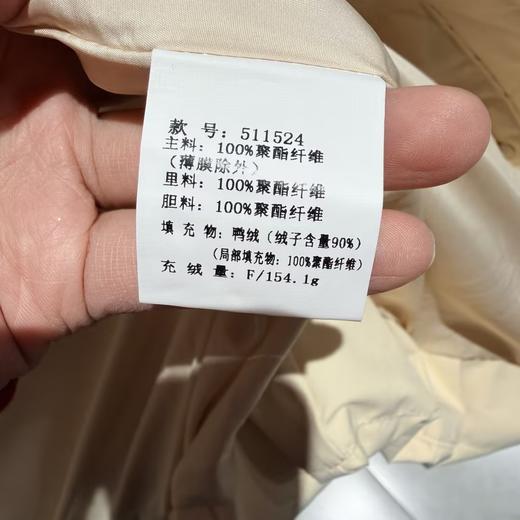 款 号: 511524
主料: 100%聚酯纤维
(薄膜除外)
里料: 100%聚酯纤维
胆料: 100%聚酯纤维
填 充 物: 鸭绒 (绒子含量90%)
(局部填充物: 100%聚酯纤维)
充 绒 量: F/154.1g